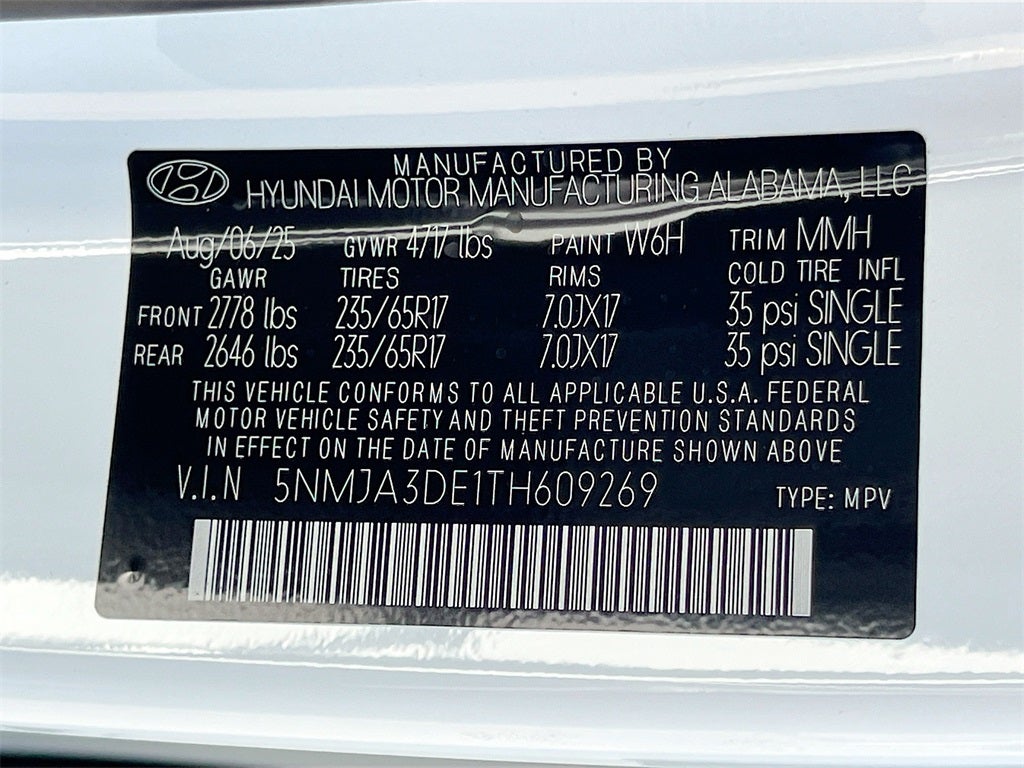 MANUFACTURED BY
HYUNDAI MOTOR MANUFACTURING ALABAMA, LLC
Aug/06/25 GVWR 4717 lbs PAINT W6H TRIM MMH
GAWR TIRES RIMS COLD TIRE INFL
FRONT 2778 lbs 235/65R17 7.0JX17 35 psi SINGLE
REAR 2646 lbs 235/65R17 7.0JX17 35 psi SINGLE
THIS VEHICLE CONFORMS TO ALL APPLICABLE U.S.A. FEDERAL
MOTOR VEHICLE SAFETY AND THEFT PREVENTION STANDARDS
IN EFFECT ON THE DATE OF MANUFACTURE SHOWN ABOVE
V.I.N 5NMJA3DE1TH609269 TYPE: MPV